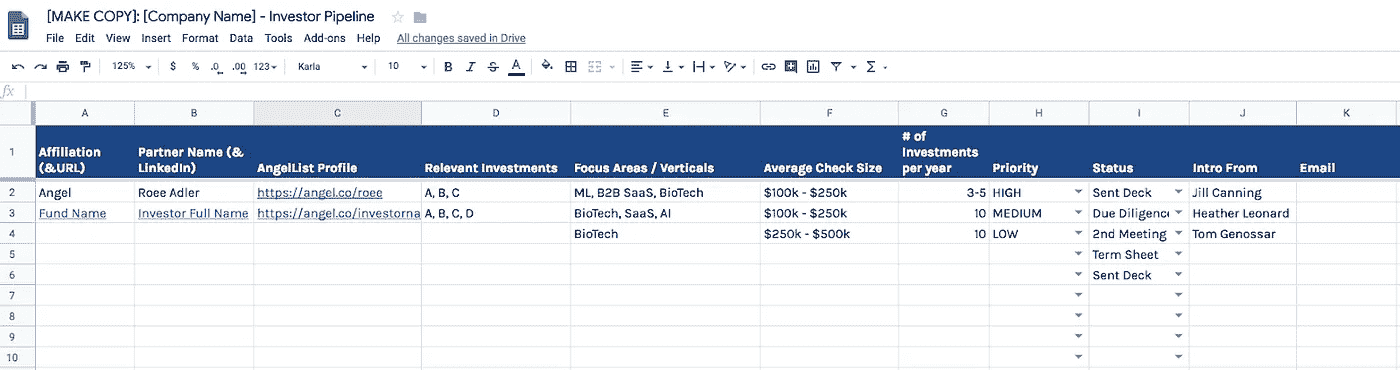 [MAKE COPY]: [Company Name] - Investor Pipeline
File Edit View Insert Format Data Tools Add-ons Help All changes saved in Drive
125% $ % .0 .00 123 Karla 10 B I S A
fx
A B C D E F G H I J K
1 Affiliation (&URL) Partner Name (& LinkedIn) AngelList Profile Relevant Investments Focus Areas / Verticals Average Check Size # of Investments per year Priority Status Intro From Email
2 Angel Roee Adler https://angel.co/roee A, B, C ML, B2B SaaS, BioTech $100k - $250k 3-5 HIGH Sent Deck Jill Canning
3 Fund Name Investor Full Name https://angel.co/investorna A, B, C, D BioTech, SaaS, AI $100k - $250k 10 MEDIUM Due Diligence Heather Leonard
4 BioTech $250k - $500k 10 LOW 2nd Meeting Tom Genossar
5 Term Sheet
6 Sent Deck
7
8
9
10